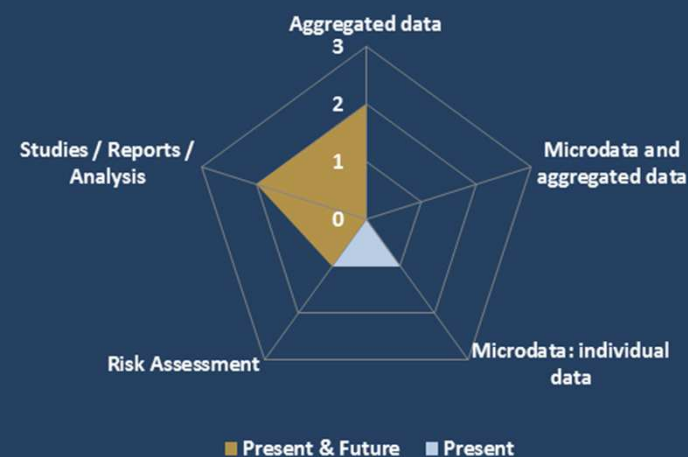 Aggregated data
3
2
1
0
Studies / Reports /
Analysis
Microdata and
aggregated data
Risk Assessment
Microdata: individual
data
Present & Future
Present